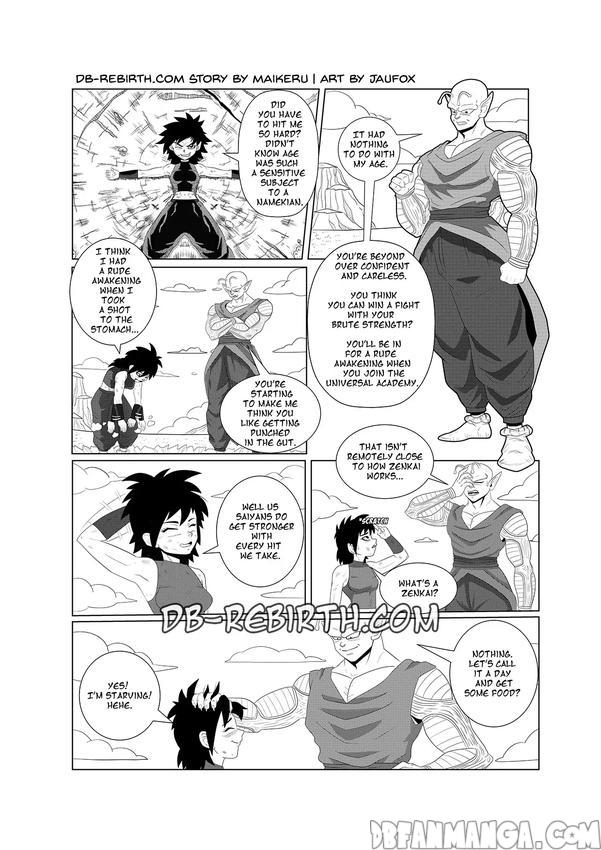 DB-REBIRTH.COM STORY BY MAIKERU | ART BY JAUFOX
DID
YOU HAVE
TO HIT ME
SO HARD?
DIDN'T
KNOW AGE
WAS SUCH
A SENSITIVE
SUBJECT
TO A
NAMEKIAN.
IT HAD
NOTHING
TO DO WITH
MY AGE.
YOU'RE BEYOND
OVER CONFIDENT
AND CARELESS.
YOU THINK
YOU CAN WIN A FIGHT
WITH YOUR
BRUTE STRENGTH?
YOU'LL BE IN
FOR A RUDE
AWAKENING WHEN
YOU JOIN THE
UNIVERSAL ACADEMY.
I THINK
I HAD
A RUDE
AWAKENING
WHEN I
TOOK
A SHOT
TO THE
STOMACH...
YOU'RE
STARTING
TO MAKE ME
THINK YOU
LIKE GETTING
PUNCHED
IN THE GUT.
WELL US
SAIYANS DO
GET STRONGER
WITH
EVERY HIT
WE TAKE.
THAT ISN'T
REMOTELY CLOSE
TO HOW ZENKAI
WORKS...
SCRATCH
WHAT'S A
ZENKAI?
DB-REBIRTH.COM
YES!
I'M STARVING!
HEHE.
NOTHING.
LET'S CALL
IT A DAY
AND GET
SOME FOOD?
DBFANMANGA.COM